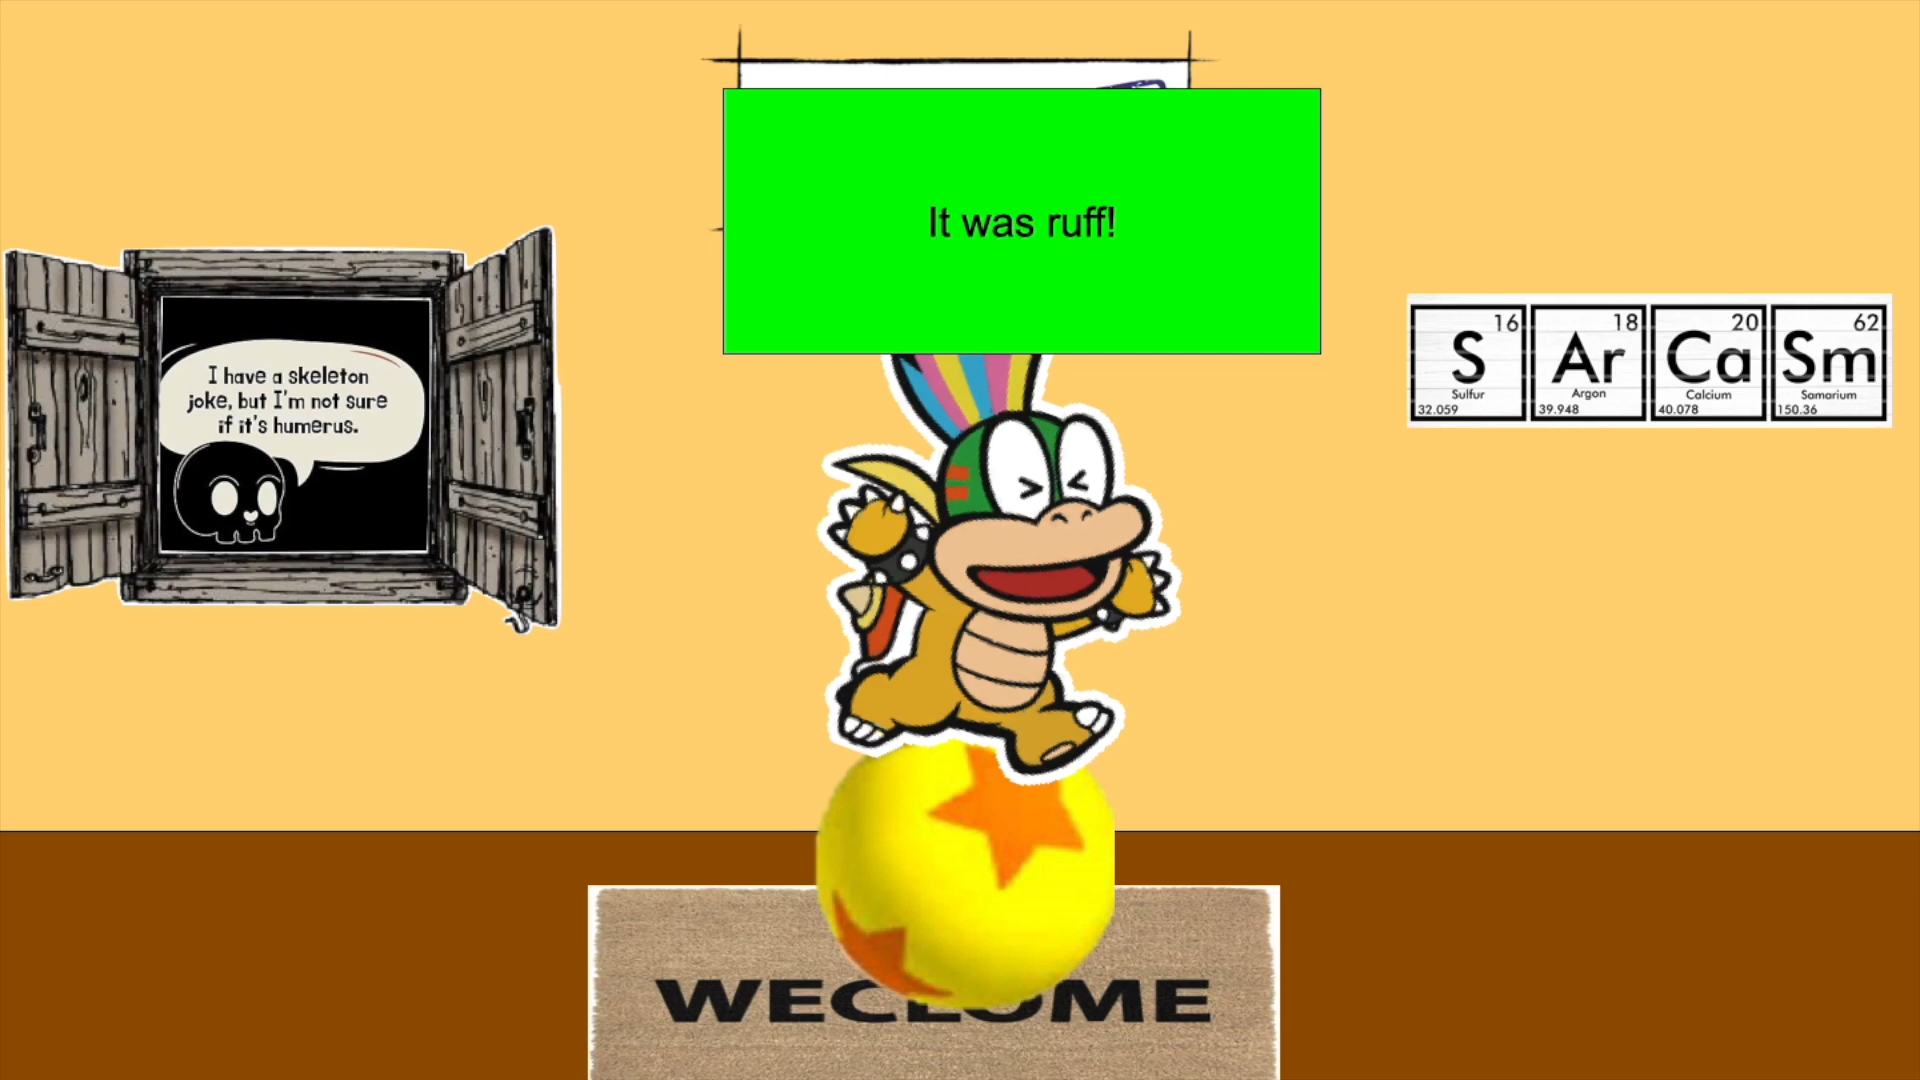 It was ruff!
I have a skeleton
joke, but I'm not sure
if it's humerus.
16 18 20 62
S Ar Ca Sm
Sulfur Argon Calcium Samarium
32.059 39.948 40.078 150.36
WECLOME